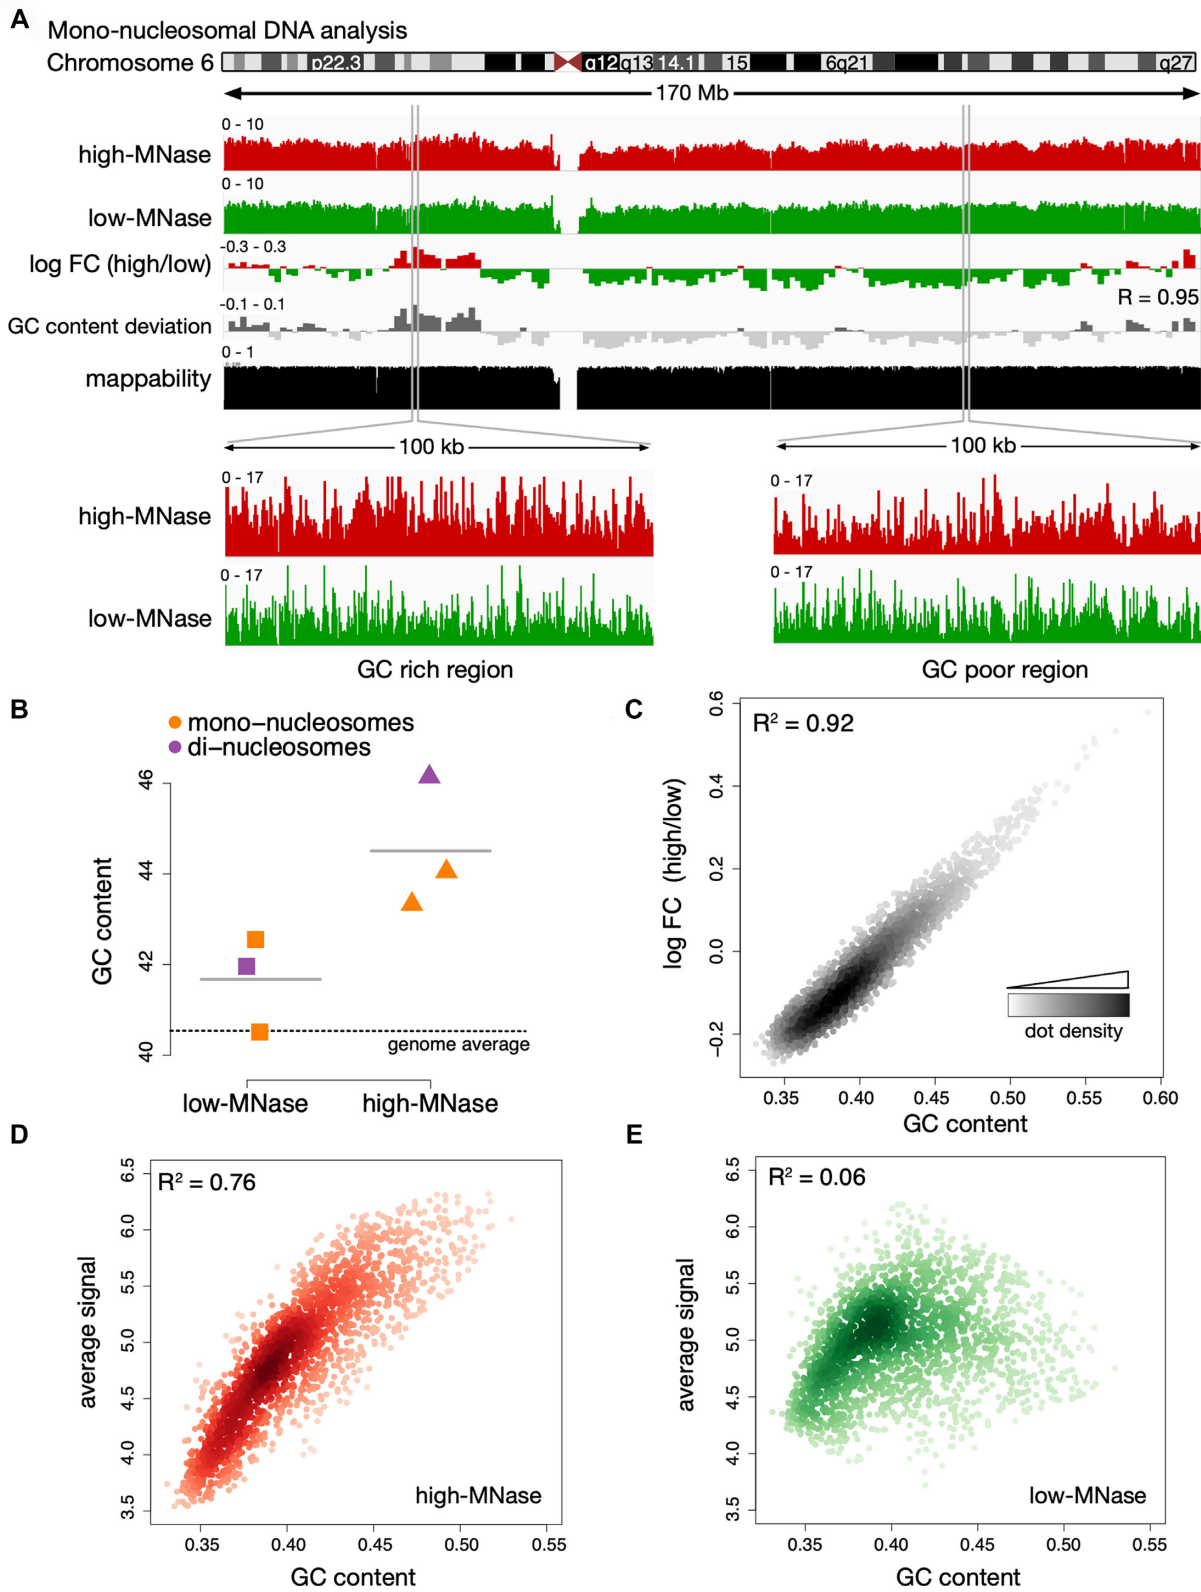 A
Mono-nucleosomal DNA analysis
Chromosome 6
p22.3 q12 q13 14.1 15 6q21 q27
170 Mb
0 - 10
high-MNase
0 - 10
low-MNase
-0.3 - 0.3
log FC (high/low)
R = 0.95
-0.1 - 0.1
GC content deviation
0 - 1
mappability
100 kb
100 kb
0 - 17
0 - 17
high-MNase
0 - 17
0 - 17
low-MNase
GC rich region
GC poor region
B
mono-nucleosomes
di-nucleosomes
46
44
42
40
GC content
genome average
low-MNase
high-MNase
C
R² = 0.92
0.6
0.4
0.2
0.0
-0.2
log FC (high/low)
dot density
0.35 0.40 0.45 0.50 0.55 0.60
GC content
D
R² = 0.76
6.5
6.0
5.5
5.0
4.5
4.0
3.5
average signal
high-MNase
0.35 0.40 0.45 0.50 0.55
GC content
E
R² = 0.06
6.5
6.0
5.5
5.0
4.5
4.0
3.5
average signal
low-MNase
0.35 0.40 0.45 0.50 0.55
GC content